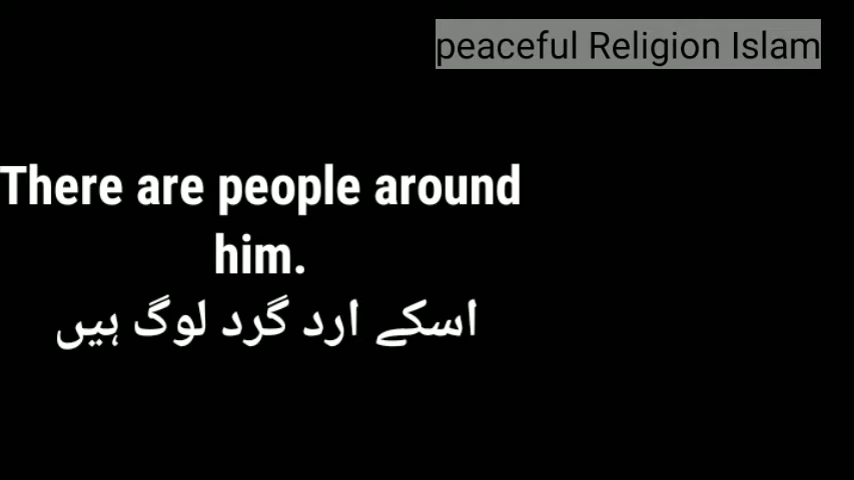 peaceful Religion Islam
There are people around
him.
اسکے ارد گرد لوگ ہیں